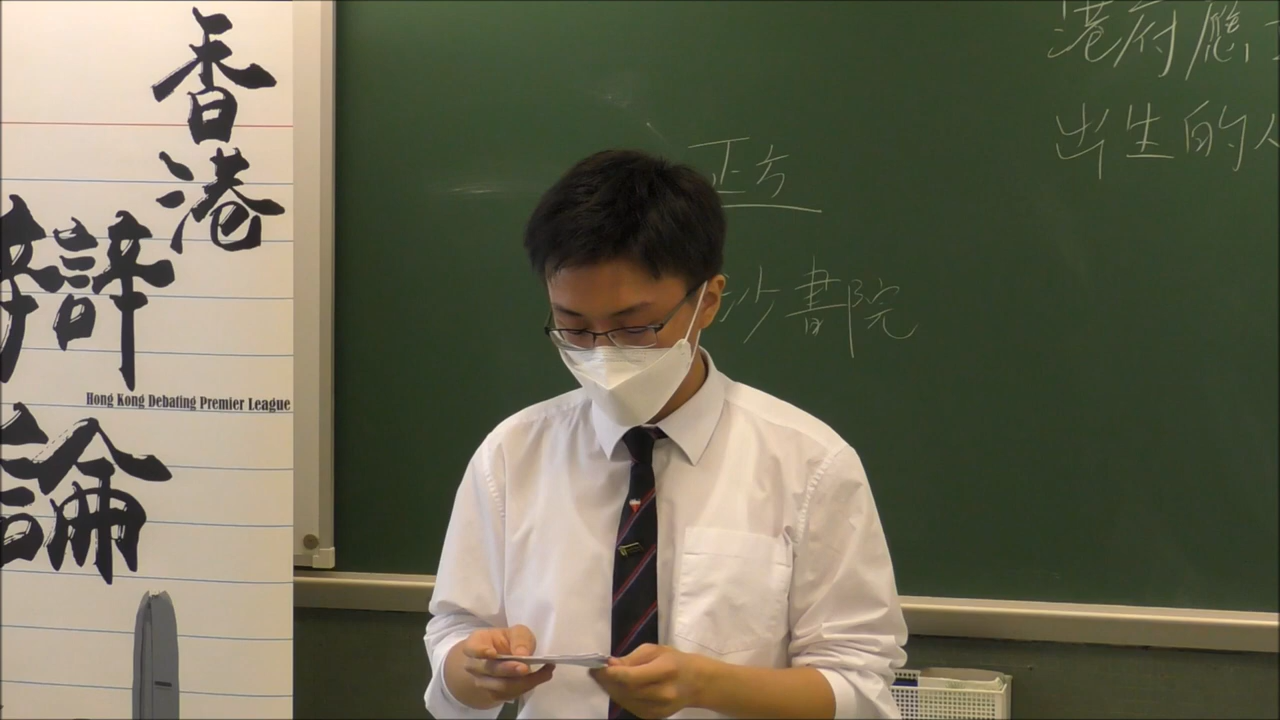 香
港
辯
Hong Kong Debating Premier League
論
正方
沙書院
港府應
出生的人